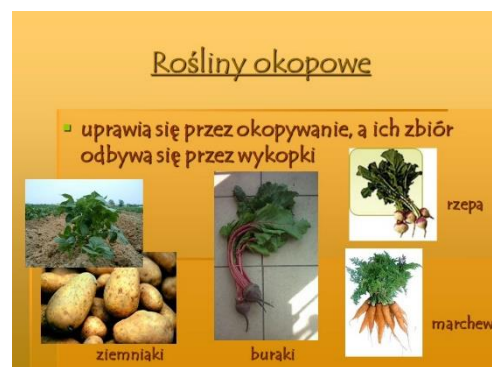 Rośliny okopowe
uprawia się przez okopywanie, a ich zbiór
odbywa się przez wykopki
rzepa
marchew
ziemniaki
buraki